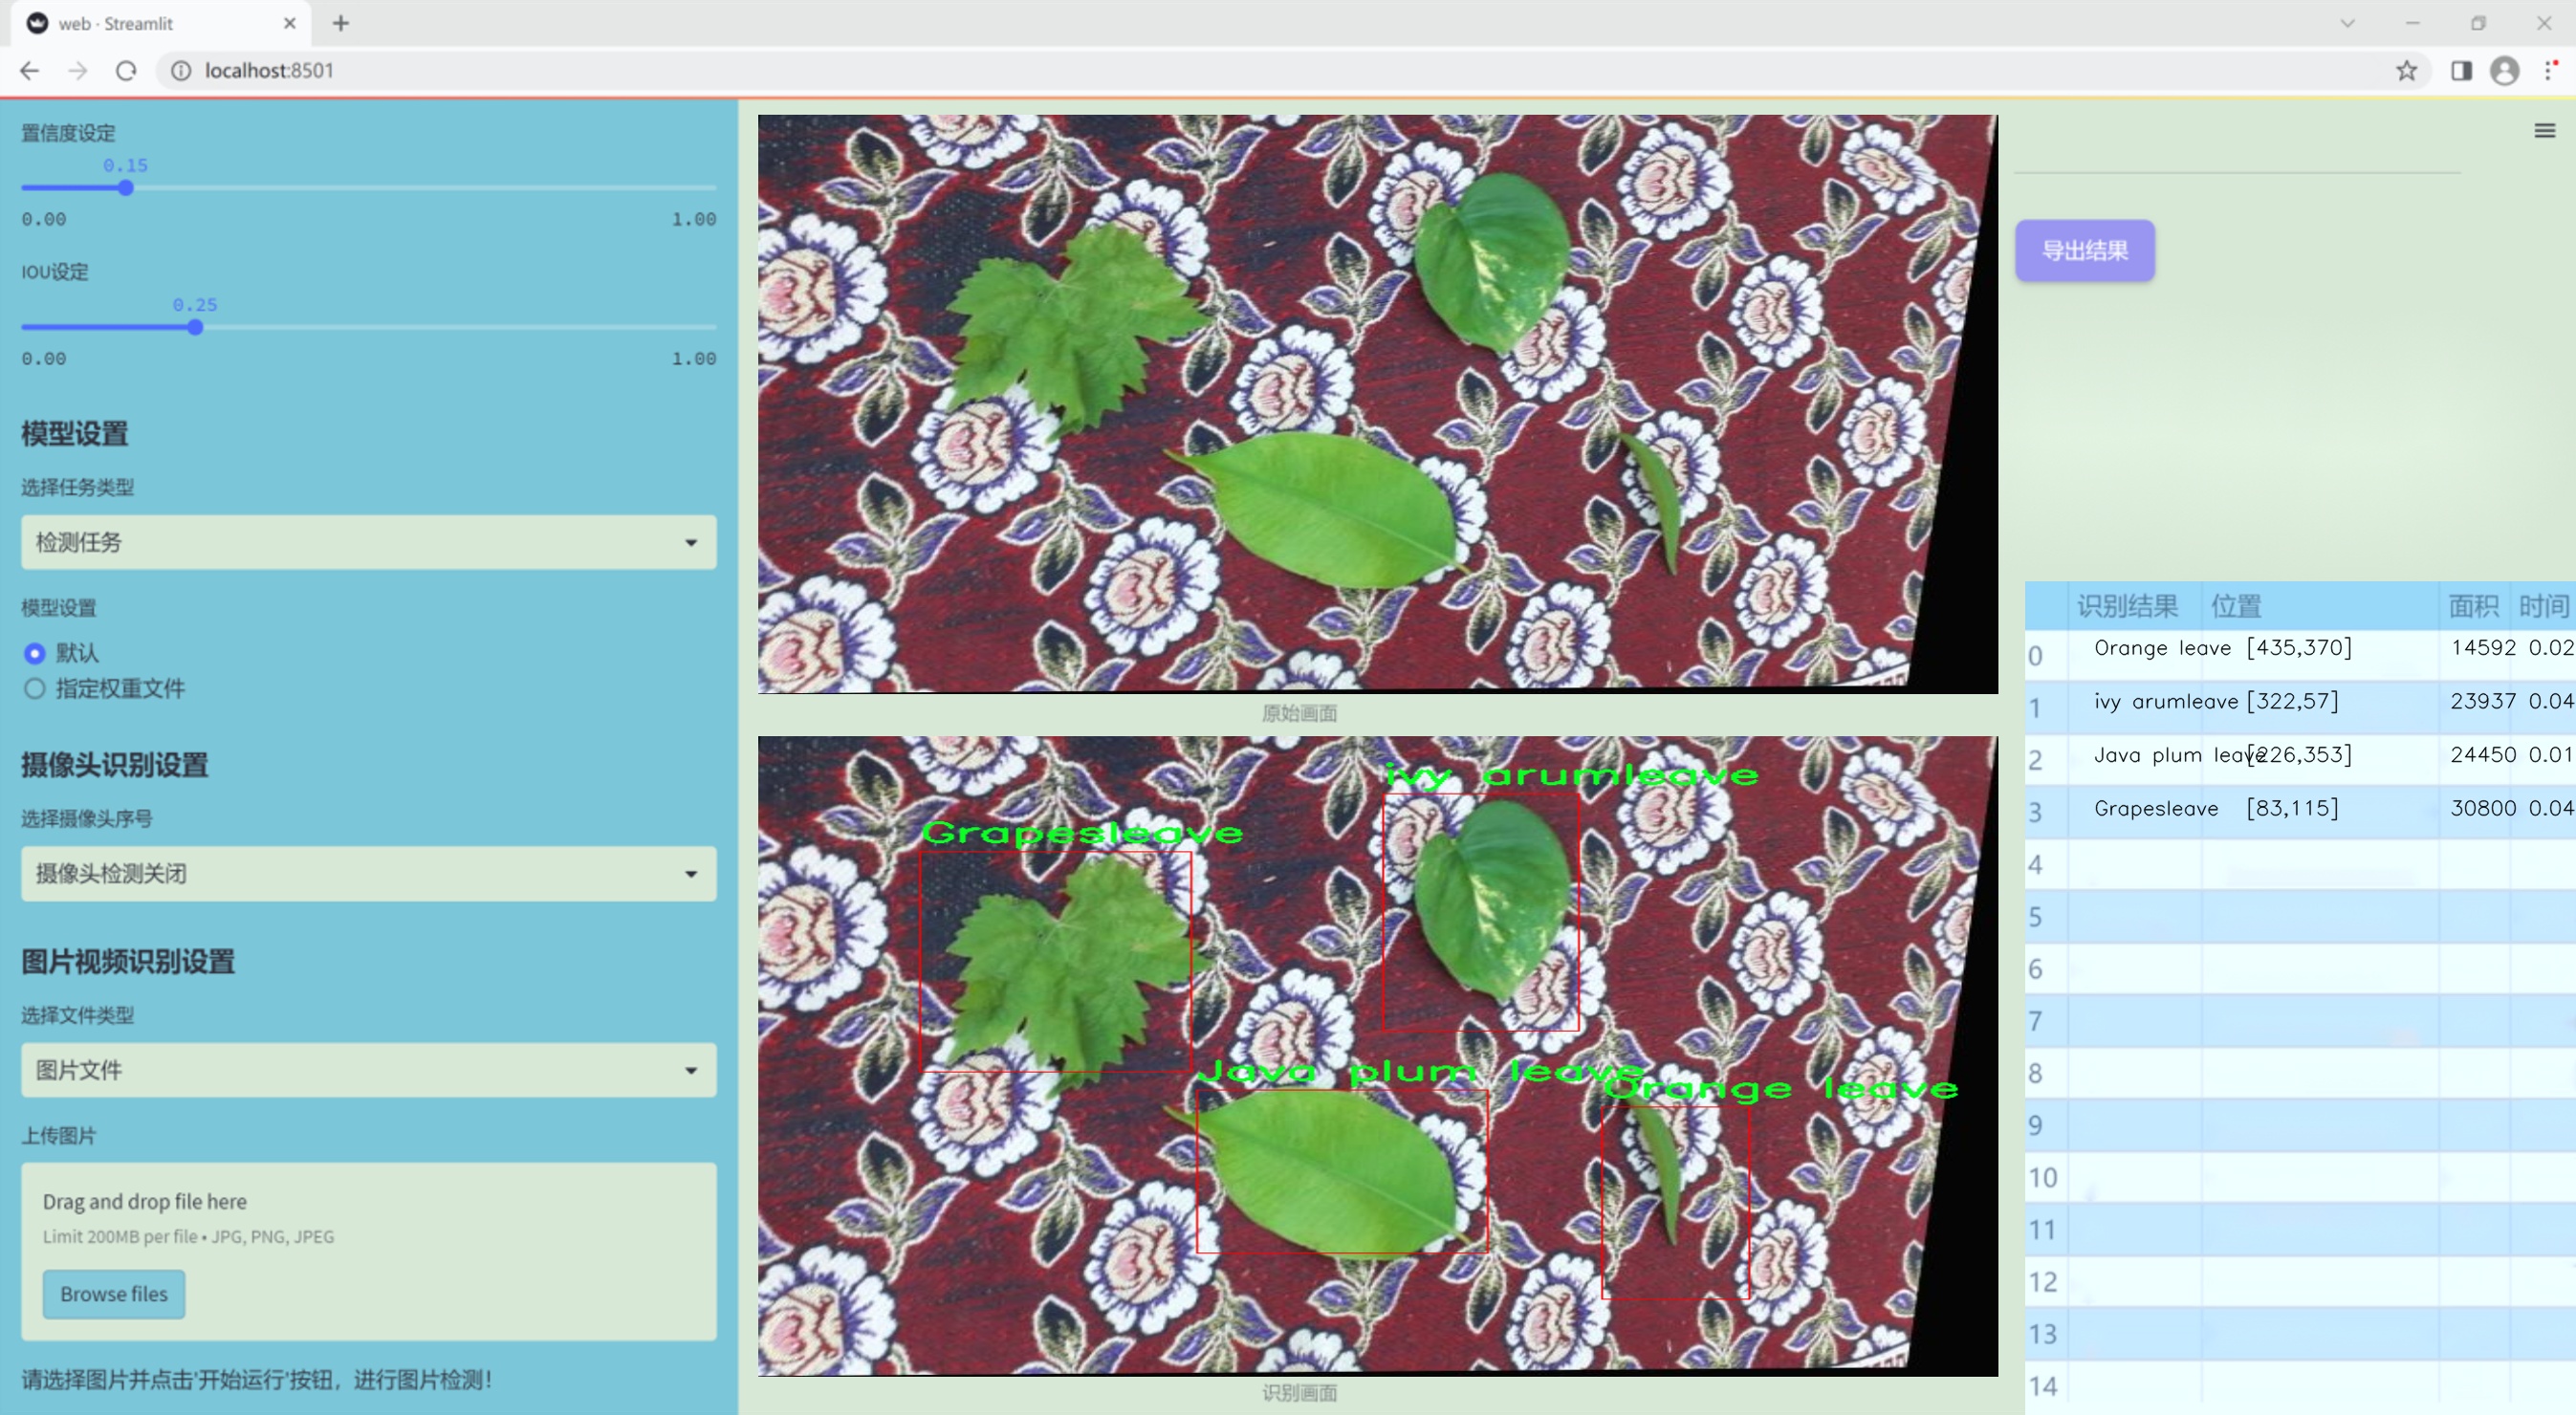 web · Streamlit
localhost:8501
置信度设定
0.15
0.00 1.00
IOU设定
0.25
0.00 1.00
模型设置
选择任务类型
检测任务
模型设置
默认
指定权重文件
摄像头识别设置
选择摄像头序号
摄像头检测关闭
图片视频识别设置
选择文件类型
图片文件
上传图片
Drag and drop file here
Limit 200MB per file • JPG, PNG, JPEG
Browse files
请选择图片并点击'开始运行'按钮，进行图片检测！
原始画面
ivy arumleave
Grapesleave
Java plum leave
Orange leave
识别画面
导出结果
识别结果 位置 面积 时间
0 Orange leave [435,370] 14592 0.02
1 ivy arumleave [322,57] 23937 0.04
2 Java plum leave [226,353] 24450 0.01
3 Grapesleave [83,115] 30800 0.04
4
5
6
7
8
9
10
11
12
13
14